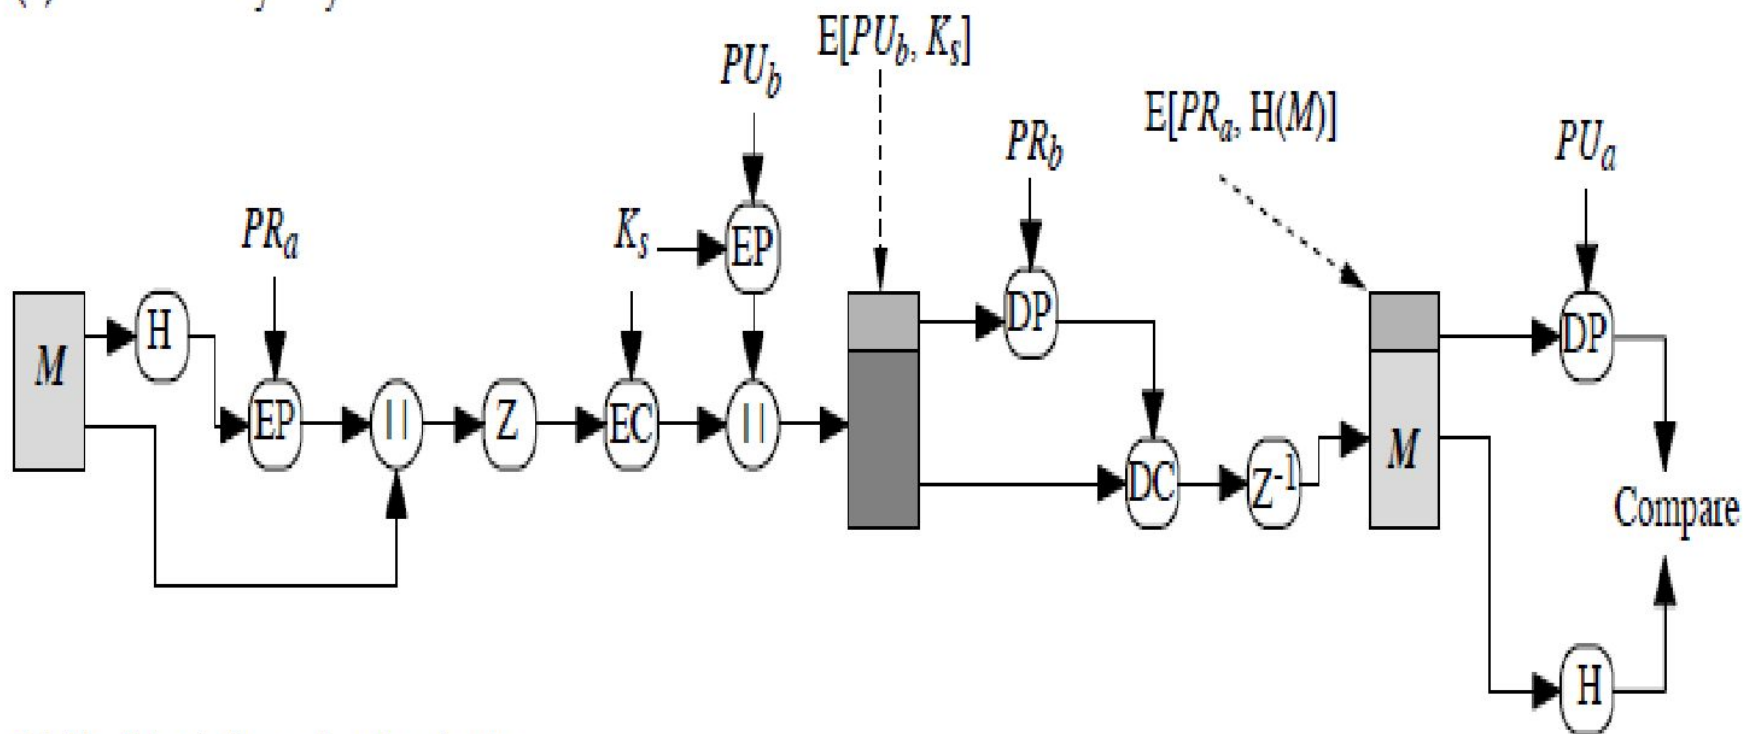 E[PUb, Ks]
PUb
E[PRa, H(M)]
PRb
PUa
PRa
Ks
EP
H
DP
DP
M
EP
||
Z
EC
||
M
DC
Z-1
Compare
H